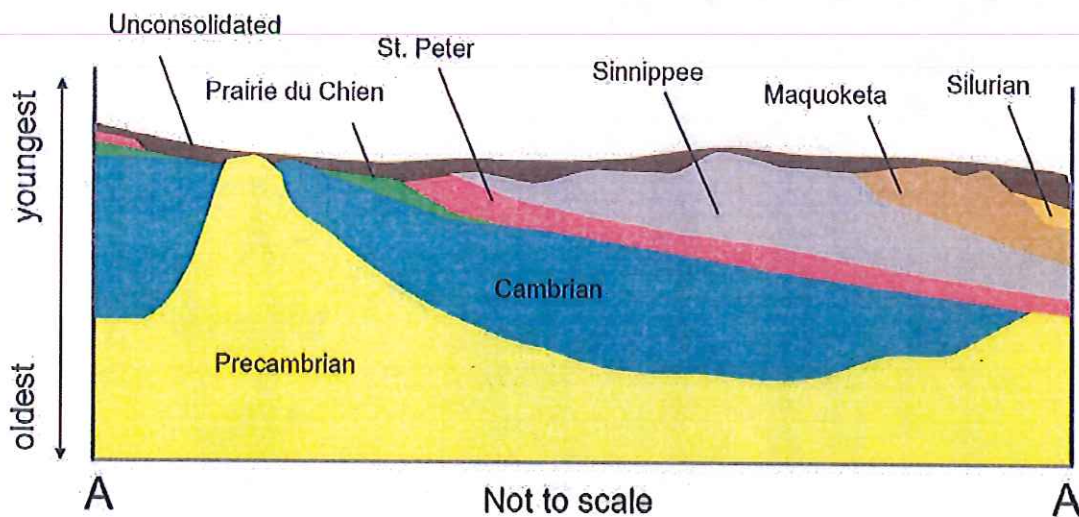 Unconsolidated
St. Peter
Sinnippee
Prairie du Chien
Maquoketa
Silurian
youngest
oldest
Cambrian
Precambrian
A
Not to scale
A